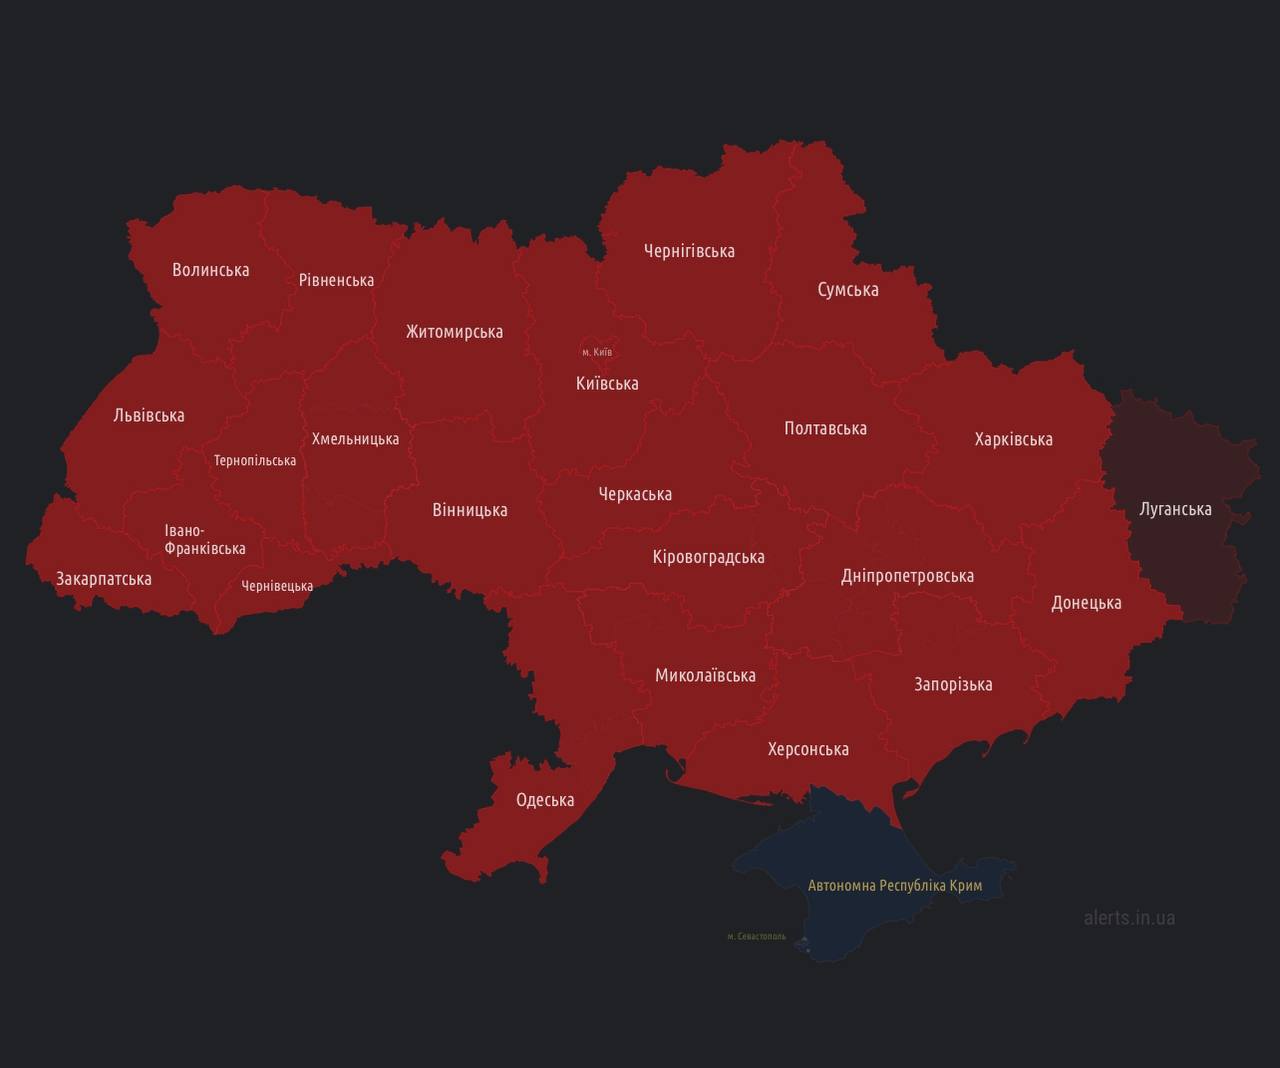 Чернігівська
Волинська
Рівненська
Сумська
Житомирська
м. Київ
Київська
Львівська
Полтавська
Хмельницька
Харківська
Тернопільська
Черкаська
Вінницька
Луганська
Івано-
Франківська
Кіровоградська
Закарпатська
Чернівецька
Дніпропетровська
Донецька
Миколаївська
Запорізька
Херсонська
Одеська
Автономна Республіка Крим
alerts.in.ua
м. Севастополь